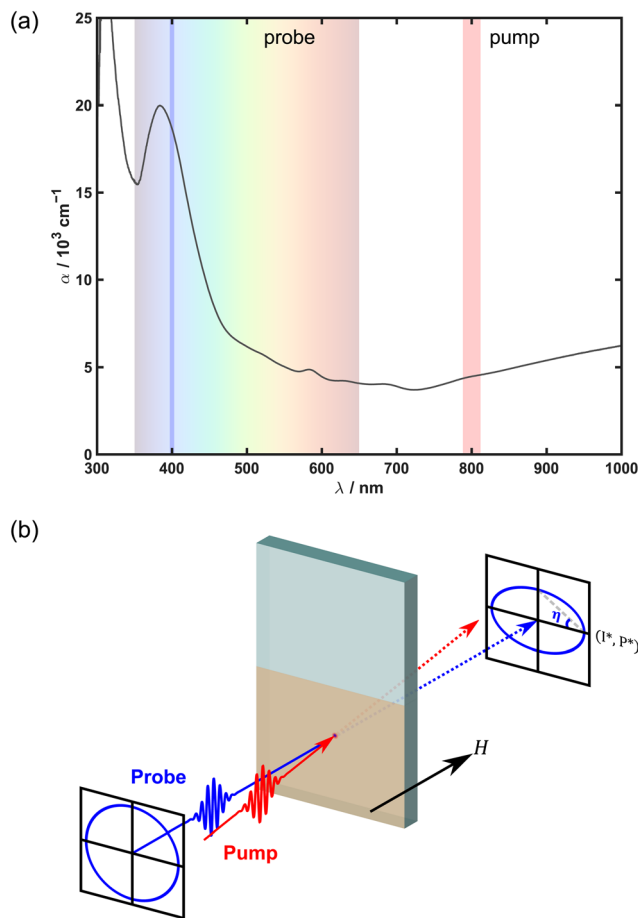 (a)
probe
pump
25
20
15
10
5
0
α / 10³ cm⁻¹
300
400
500
600
700
800
900
1000
λ / nm
(b)
η
(I*, P*)
H
Probe
Pump